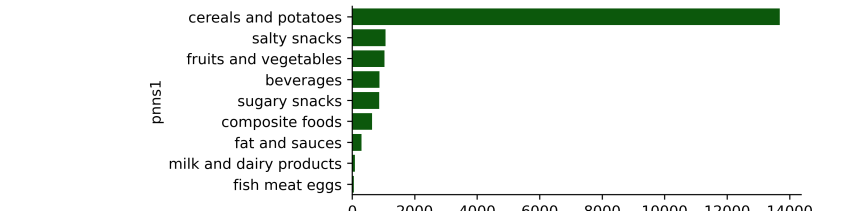 cereals and potatoes
salty snacks
fruits and vegetables
beverages
sugary snacks
composite foods
fat and sauces
milk and dairy products
fish meat eggs
pnns1
0 2000 4000 6000 8000 10000 12000 14000